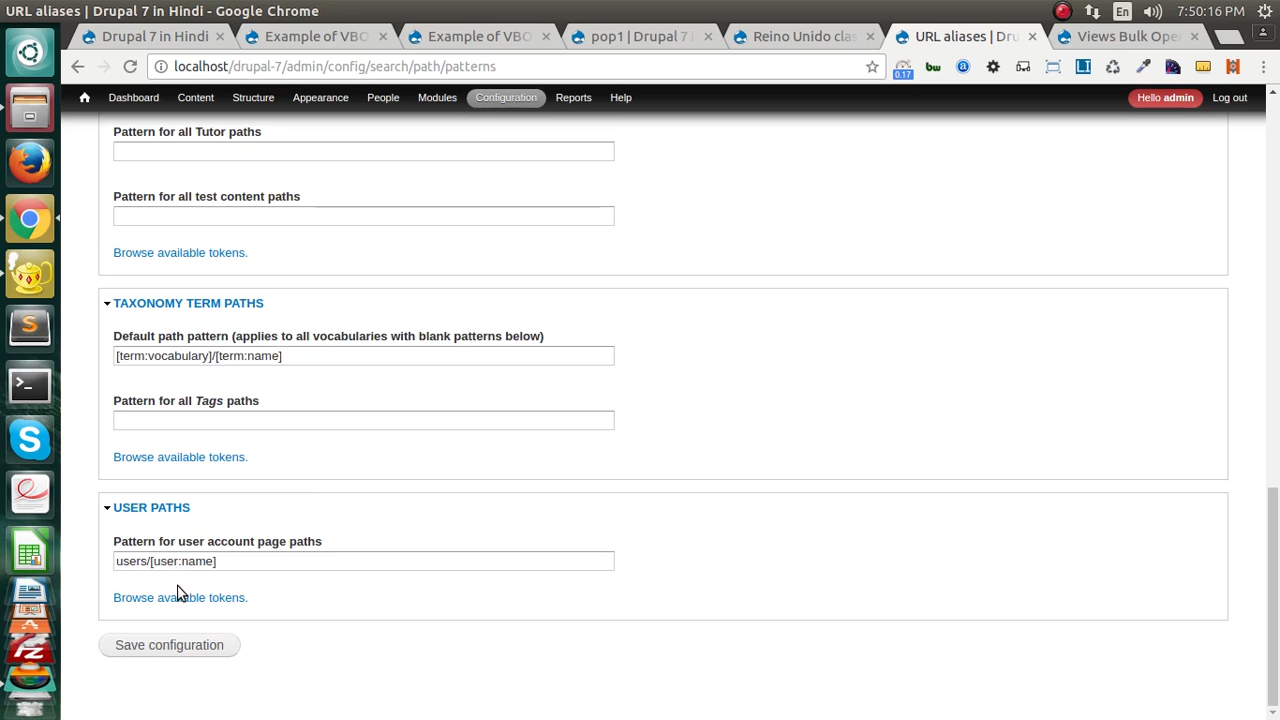 URL aliases | Drupal 7 in Hindi - Google Chrome
En
7:50:16 PM
Drupal 7 in Hindi
Example of VBO
Example of VBO
pop1 | Drupal 7 i
Reino Unido clas
URL aliases | Dru
Views Bulk Oper
localhost/drupal-7/admin/config/search/path/patterns
0.17
bw
Dashboard Content Structure Appearance People Modules Configuration Reports Help Hello admin Log out
Pattern for all Tutor paths
Pattern for all test content paths
Browse available tokens.
TAXONOMY TERM PATHS
Default path pattern (applies to all vocabularies with blank patterns below)
[term:vocabulary]/[term:name]
Pattern for all Tags paths
Browse available tokens.
USER PATHS
Pattern for user account page paths
users/[user:name]
Browse available tokens.
Save configuration